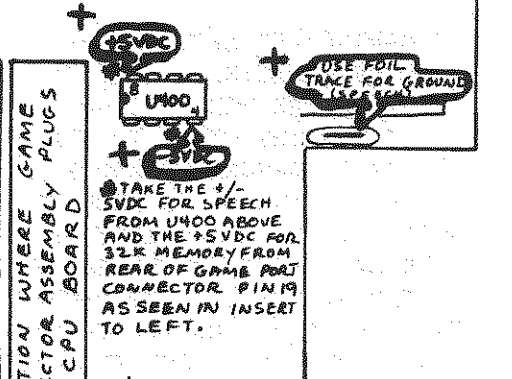 +
+5VDC
8
U400
4
+
-5VDC
+
USE FOIL
TRACE FOR GROUND
(SPEECH)
TAKE THE +/-
5VDC FOR SPEECH
FROM U400 ABOVE
AND THE +5VDC FOR
32K MEMORY FROM
REAR OF GAME PORT
CONNECTOR PIN 19
AS SEEN IN INSERT
TO LEFT.
TION WHERE GAME
CTOR ASSEMBLY PLUGS
CPU BOARD